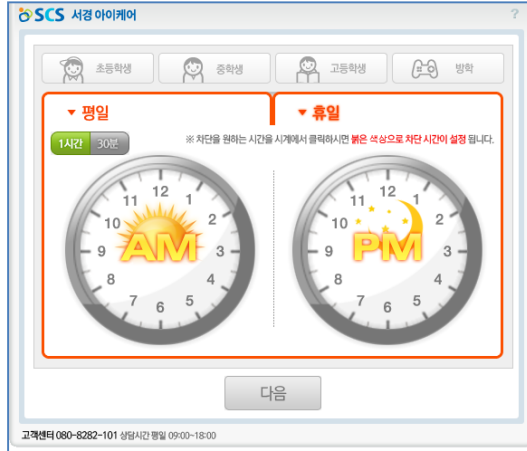 SCS 서경 아이케어
?
초등학생 중학생 고등학생 방학
▼ 평일 ▼ 휴일
1시간 30분 ※ 차단을 원하는 시간을 시계에서 클릭하시면 붉은 색상으로 차단 시간이 설정 됩니다.
12 1 2 3 4 5 6 7 8 9 10 11
AM
12 1 2 3 4 5 6 7 8 9 10 11
PM
다음
고객센터 080-8282-101 상담시간 평일 09:00~18:00